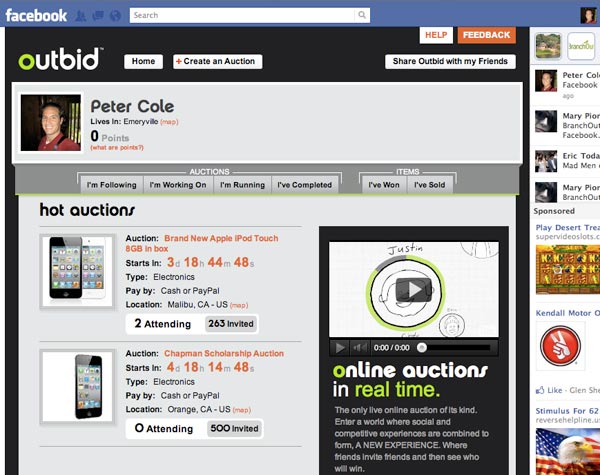 facebook
Search
HELP
FEEDBACK
outbid™
Home
+ Create an Auction
Share Outbid with my Friends
BranchOu
Peter Cole
Lives In: Emeryville (map)
0 Points
(what are points?)
AUCTIONS
ITEMS
I'm Following
I'm Working On
I'm Running
I've Completed
I've Won
I've Sold
hot auctions
Auction: Brand New Apple iPod Touch
8GB in box
Starts In: 3d 18h 44m 48s
Type: Electronics
Pay by: Cash or PayPal
Location: Malibu, CA - US (map)
2 Attending
263 Invited
Auction: Chapman Scholarship Auction
Starts In: 4d 18h 14m 48s
Type: Electronics
Pay by: Cash or PayPal
Location: Orange, CA - US (map)
0 Attending
500 Invited
Justin
0:00 / 0:00
online auctions
in real time.
The only live online auction of its kind.
Enter a world where social and
competitive experiences are combined to
form, A NEW EXPERIENCE. Where
friends invite friends and then see who
will win.
Peter Col
Facebook
ago
Mary Pior
BranchOu
Facebook.
Eric Toda
Mad Men
Mary Pior
BranchOu
Sponsored
Play Desert Trea
supervideoslots.c
Kendall Motor O
Like · Glen She
Stimulus For 62
reversehelpline.us